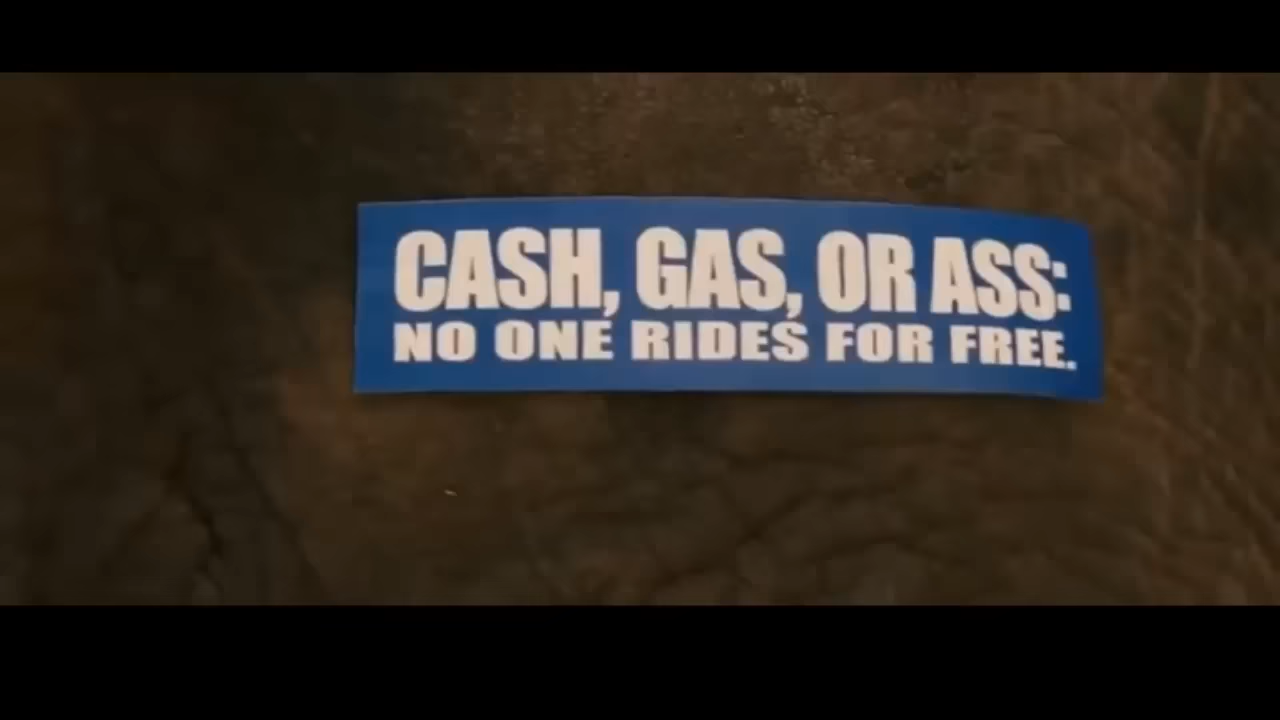 CASH, GAS, OR ASS:
NO ONE RIDES FOR FREE.